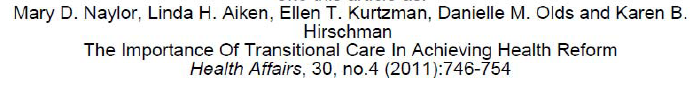 Mary D. Naylor, Linda H. Aiken, Ellen T. Kurtzman, Danielle M. Olds and Karen B.
Hirschman
The Importance Of Transitional Care In Achieving Health Reform
Health Affairs, 30, no.4 (2011):746-754